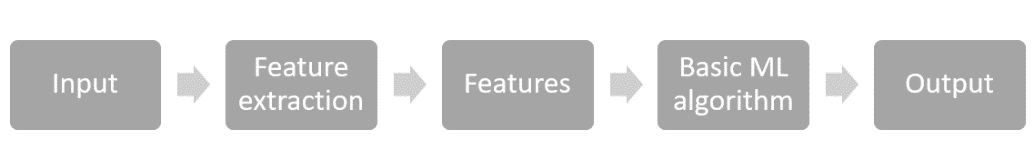 Input
Feature
extraction
Features
Basic ML
algorithm
Output